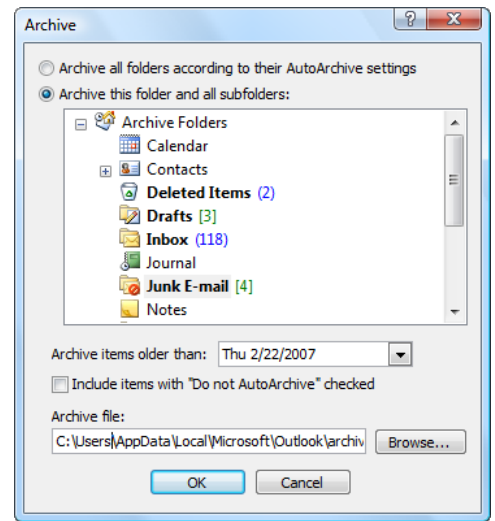 Archive
Archive all folders according to their AutoArchive settings
Archive this folder and all subfolders:
Archive Folders
Calendar
Contacts
Deleted Items (2)
Drafts [3]
Inbox (118)
Journal
Junk E-mail [4]
Notes
Archive items older than: Thu 2/22/2007
Include items with "Do not AutoArchive" checked
Archive file:
C:\Users\AppData\Local\Microsoft\Outlook\archiv Browse...
OK Cancel